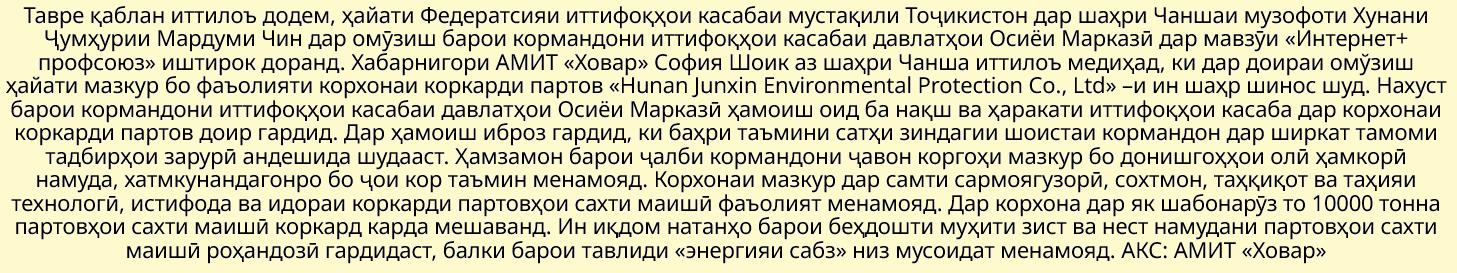 Тавре қаблан иттилоъ додем, ҳайати Федератсияи иттифоқҳои касабаи мустақили Тоҷикистон дар шаҳри Чаншаи музофоти Хунани
Ҷумҳурии Мардуми Чин дар омӯзиш барои кормандони иттифоқҳои касабаи давлатҳои Осиёи Марказӣ дар мавзӯи «Интернет+
профсоюз» иштирок доранд. Хабарнигори АМИТ «Ховар» София Шоик аз шаҳри Чанша иттилоъ медиҳад, ки дар доираи омӯзиш
ҳайати мазкур бо фаъолияти корхонаи коркарди партов «Hunan Junxin Environmental Protection Co., Ltd» –и ин шаҳр шинос шуд. Нахуст
барои кормандони иттифоқҳои касабаи давлатҳои Осиёи Марказӣ ҳамоиш оид ба нақш ва ҳаракати иттифоқҳои касаба дар корхонаи
коркарди партов доир гардид. Дар ҳамоиш иброз гардид, ки баҳри таъмини сатҳи зиндагии шоистаи кормандон дар ширкат тамоми
тадбирҳои зарурӣ андешида шудааст. Ҳамзамон барои ҷалби кормандони ҷавон коргоҳи мазкур бо донишгоҳҳои олӣ ҳамкорӣ
намуда, хатмкунандагонро бо ҷои кор таъмин менамояд. Корхонаи мазкур дар самти сармоягузорӣ, сохтмон, таҳқиқот ва таҳияи
технологӣ, истифода ва идораи коркарди партовҳои сахти маишӣ фаъолият менамояд. Дар корхона дар як шабонарӯз то 10000 тонна
партовҳои сахти маишӣ коркард карда мешаванд. Ин иқдом натанҳо барои беҳдошти муҳити зист ва нест намудани партовҳои сахти
маишӣ роҳандозӣ гардидаст, балки барои тавлиди «энергияи сабз» низ мусоидат менамояд. АКС: АМИТ «Ховар»